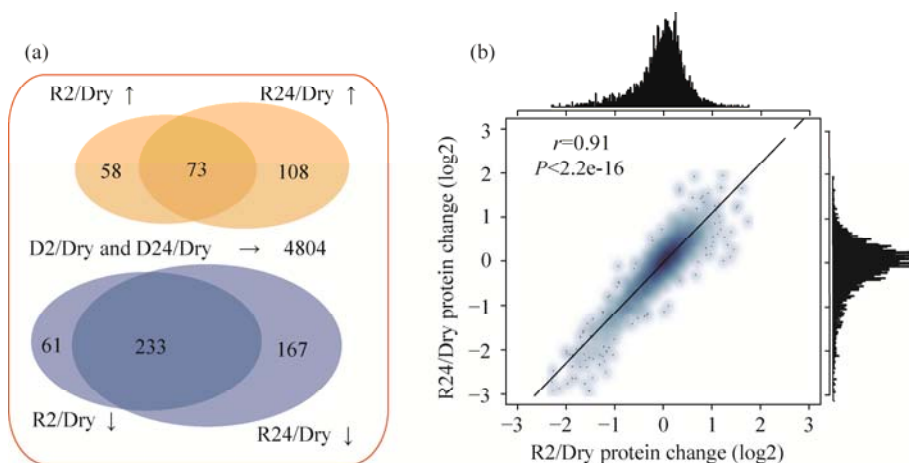 (a)
R2/Dry ↑
R24/Dry ↑
58
73
108
D2/Dry and D24/Dry → 4804
61
233
167
R2/Dry ↓
R24/Dry ↓
(b)
r=0.91
P<2.2e-16
3
2
1
0
−1
−2
−3
R24/Dry protein change (log2)
−3 −2 −1 0 1 2 3
R2/Dry protein change (log2)